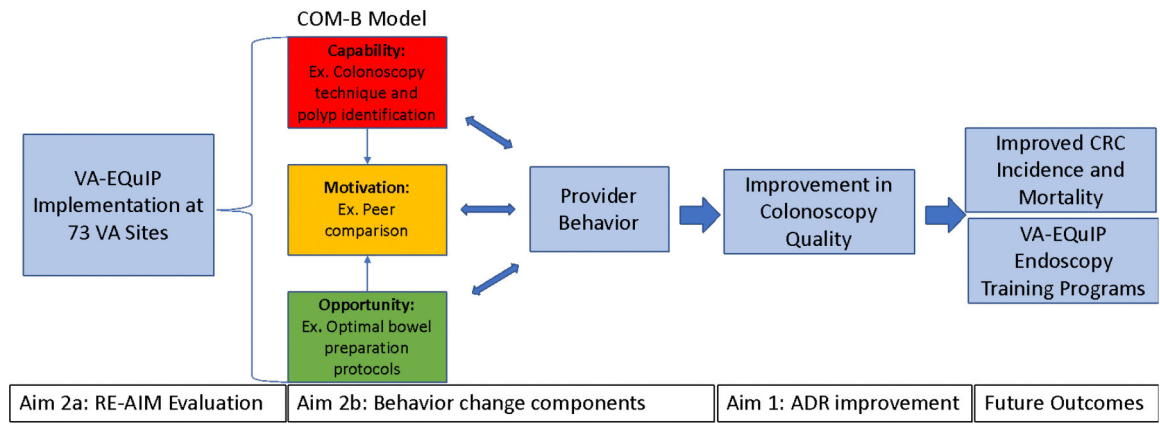 COM-B Model
VA-EQuIP
Implementation at
73 VA Sites
Capability:
Ex. Colonoscopy
technique and
polyp identification
Motivation:
Ex. Peer
comparison
Opportunity:
Ex. Optimal bowel
preparation
protocols
Provider
Behavior
Improvement in
Colonoscopy
Quality
Improved CRC
Incidence and
Mortality
VA-EQuIP
Endoscopy
Training Programs
Aim 2a: RE-AIM Evaluation
Aim 2b: Behavior change components
Aim 1: ADR improvement
Future Outcomes